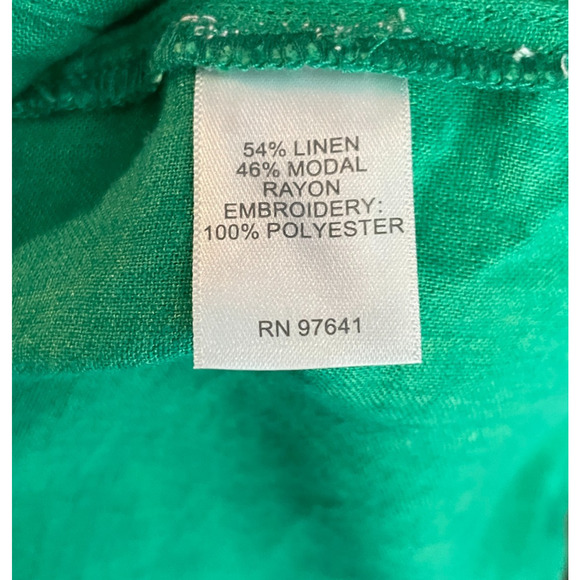 54% LINEN
46% MODAL
RAYON
EMBROIDERY:
100% POLYESTER
RN 97641